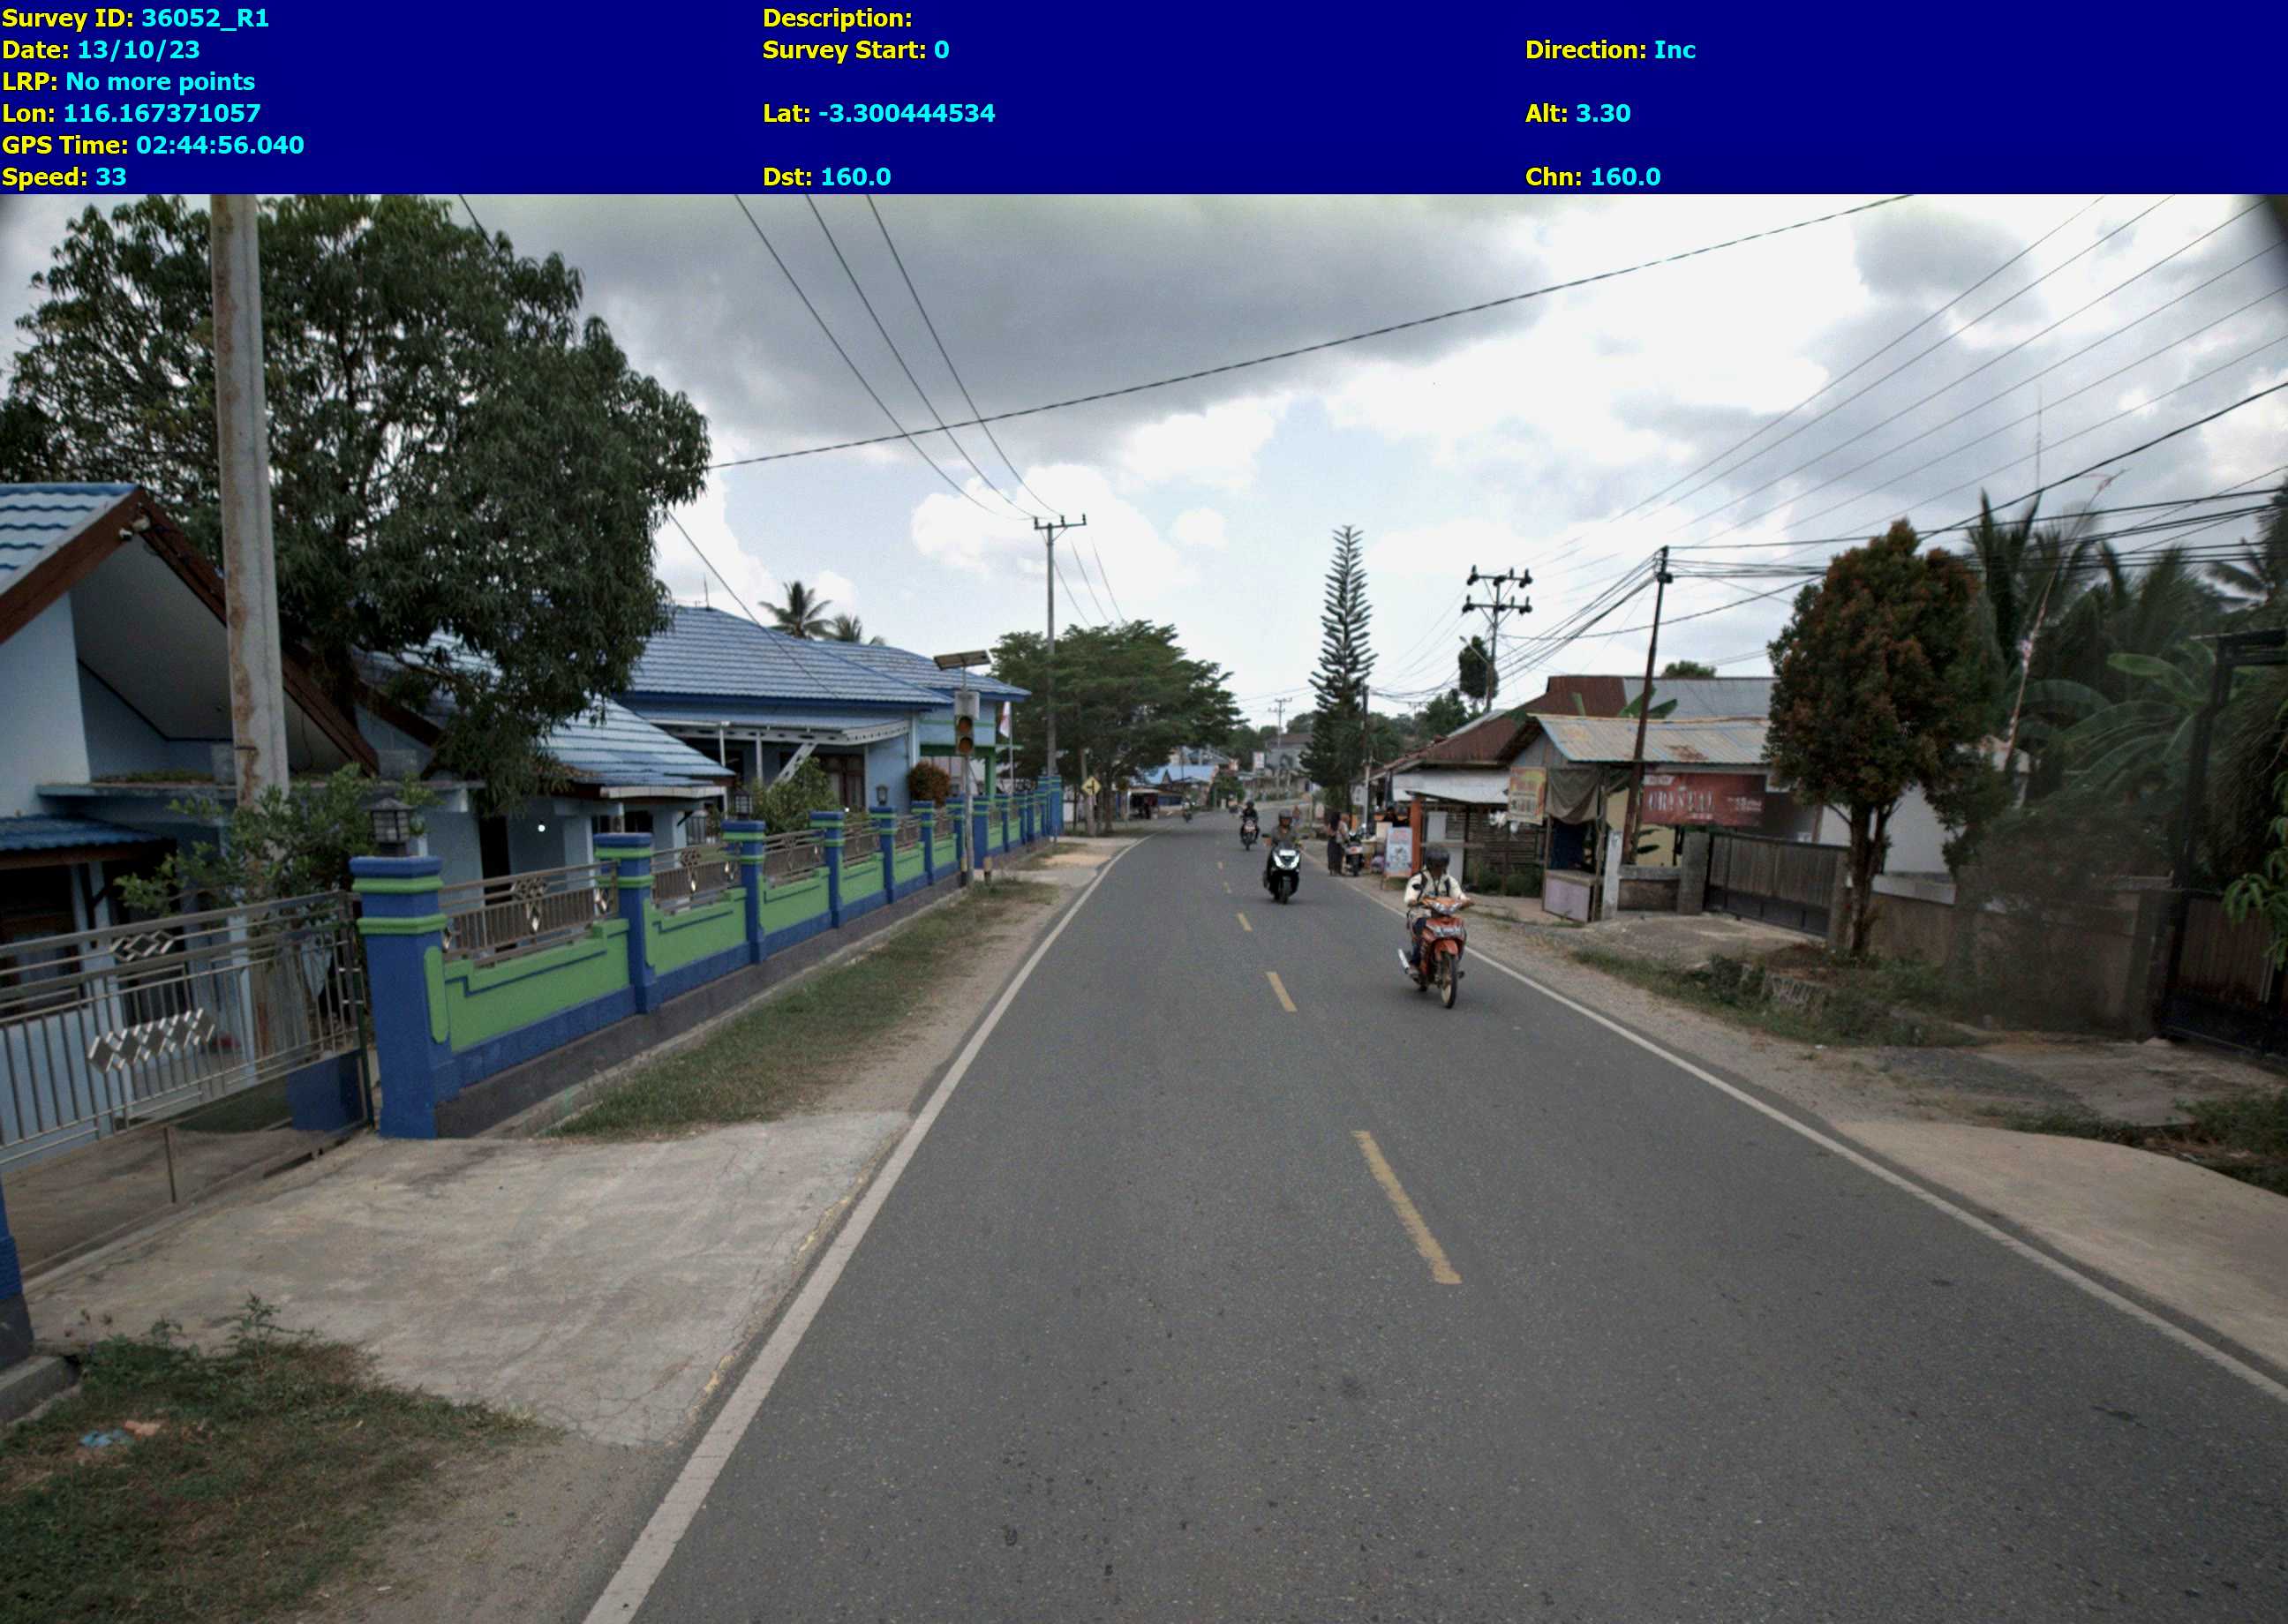 Survey ID: 36052_R1
Description:
Date: 13/10/23
Survey Start: 0
Direction: Inc
LRP: No more points
Lon: 116.167371057
Lat: -3.300444534
Alt: 3.30
GPS Time: 02:44:56.040
Speed: 33
Dst: 160.0
Chn: 160.0